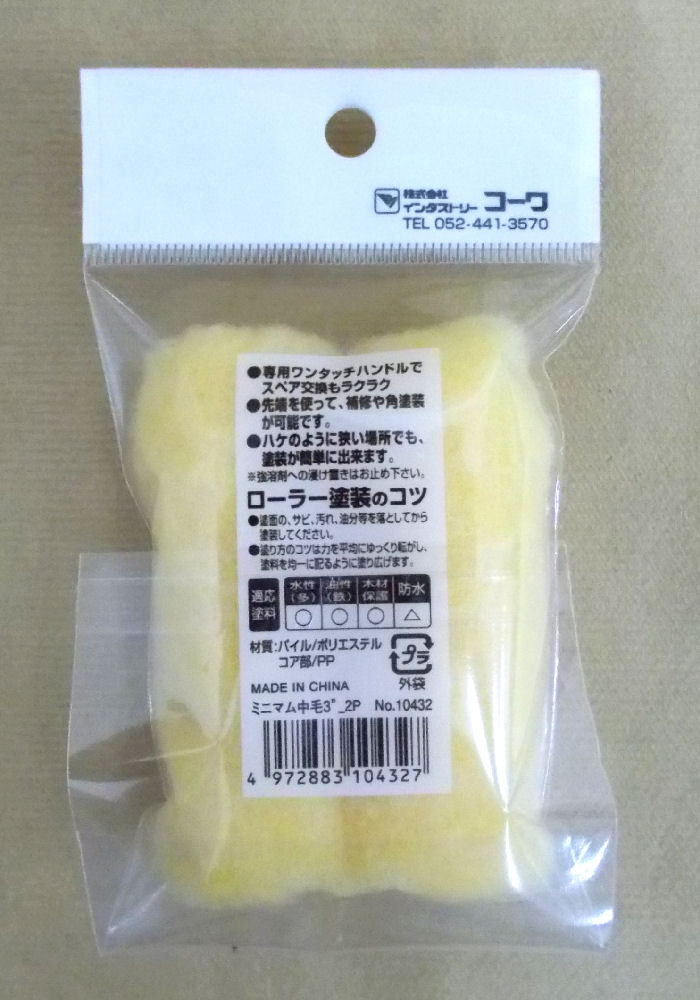 株式会社
インダストリー コーワ
TEL 052-441-3570
●専用ワンタッチハンドルで
スペア交換もラクラク
●先端を使って、補修や角塗装
が可能です。
●ハケのように狭い場所でも、
塗装が簡単に出来ます。
※強溶剤への浸け置きはお止め下さい。
ローラー塗装のコツ
●塗面の、サビ、汚れ、油分等を落としてから
塗装してください。
●塗り方のコツは力を平均にゆっくり転がし、
塗料を均一に配るように塗り広げます。
適応塗料 水性(多) 油性(鉄) 木材保護 防水
○ ○ ○ △
材質:パイル/ポリエステル
コア部/PP
プラ
外袋
MADE IN CHINA
ミニマム中毛3"_2P No.10432
4 972883 104327